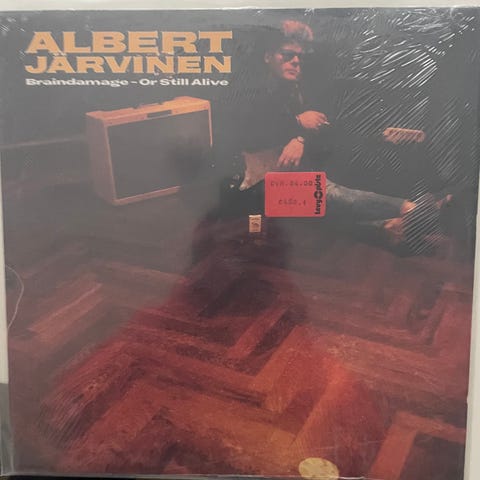 ALBERT
JÄRVINEN
Braindamage – Or Still Alive